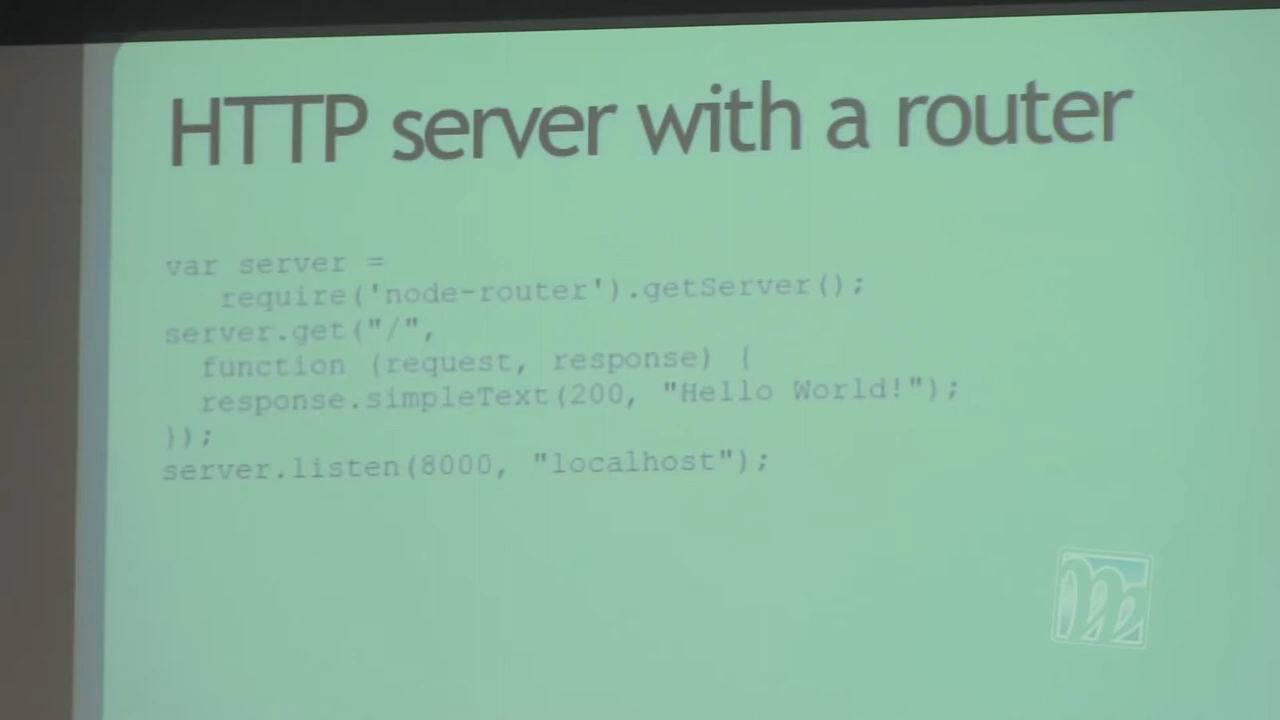 HTTP server with a router
var server =
   require('node-router').getServer();
server.get("/",
  function (request, response) {
  response.simpleText(200, "Hello World!");
});
server.listen(8000, "localhost");